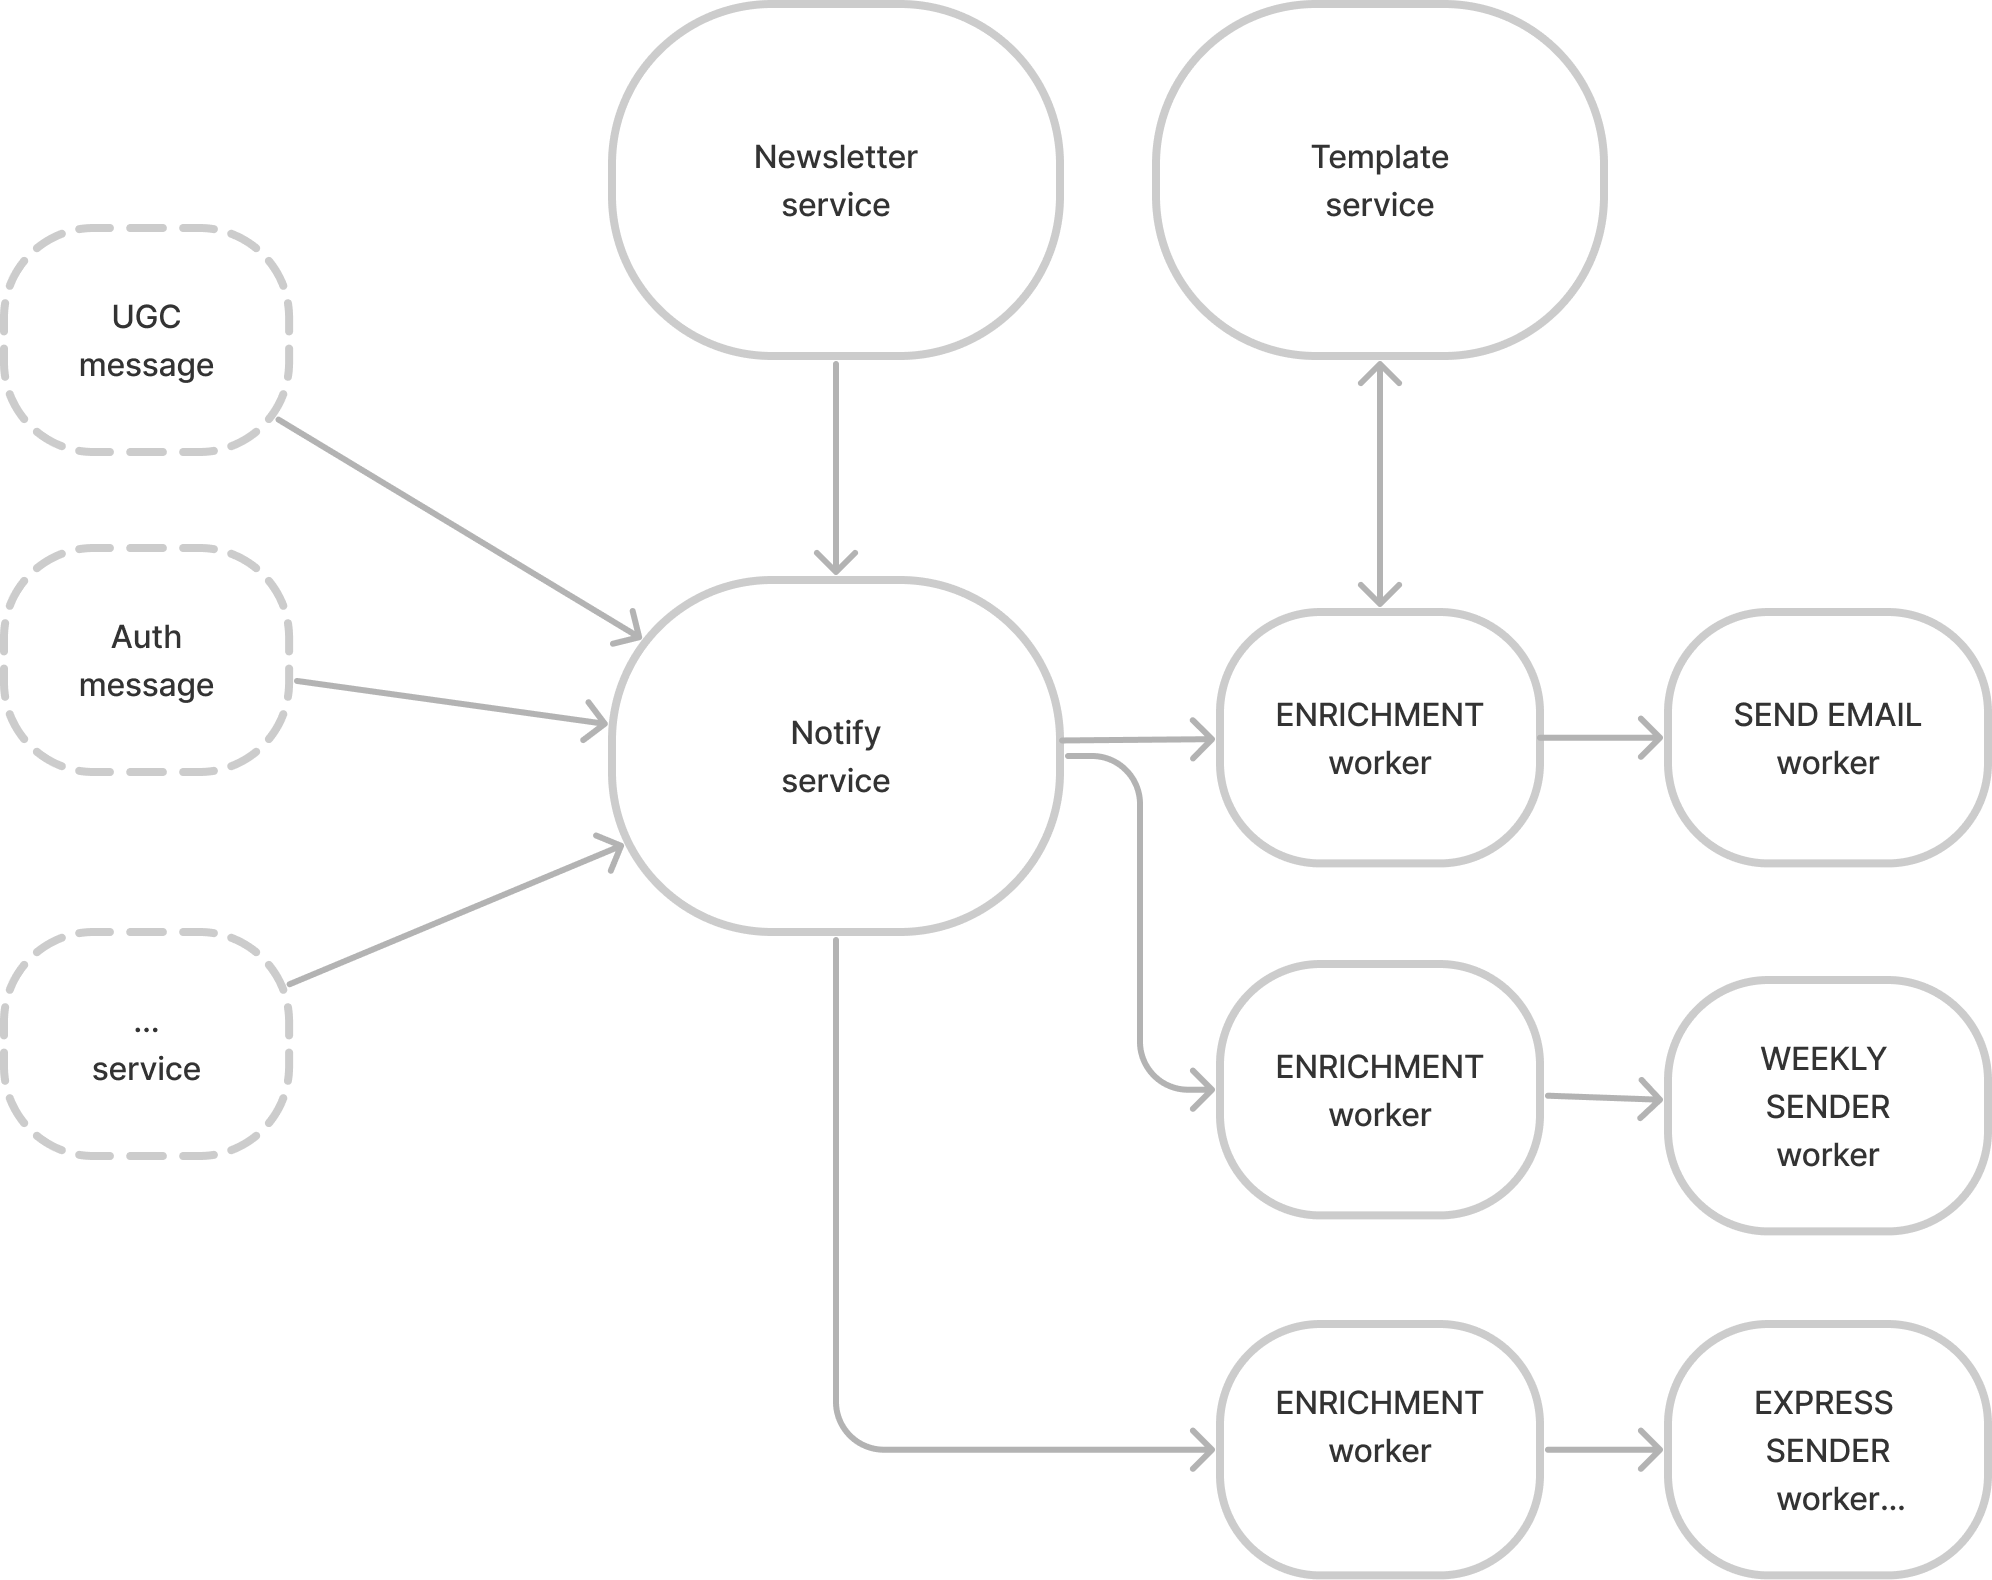 Newsletter
service
Template
service
UGC
message
Auth
message
Notify
service
ENRICHMENT
worker
SEND EMAIL
worker
...
service
ENRICHMENT
worker
WEEKLY
SENDER
worker
ENRICHMENT
worker
EXPRESS
SENDER
worker...